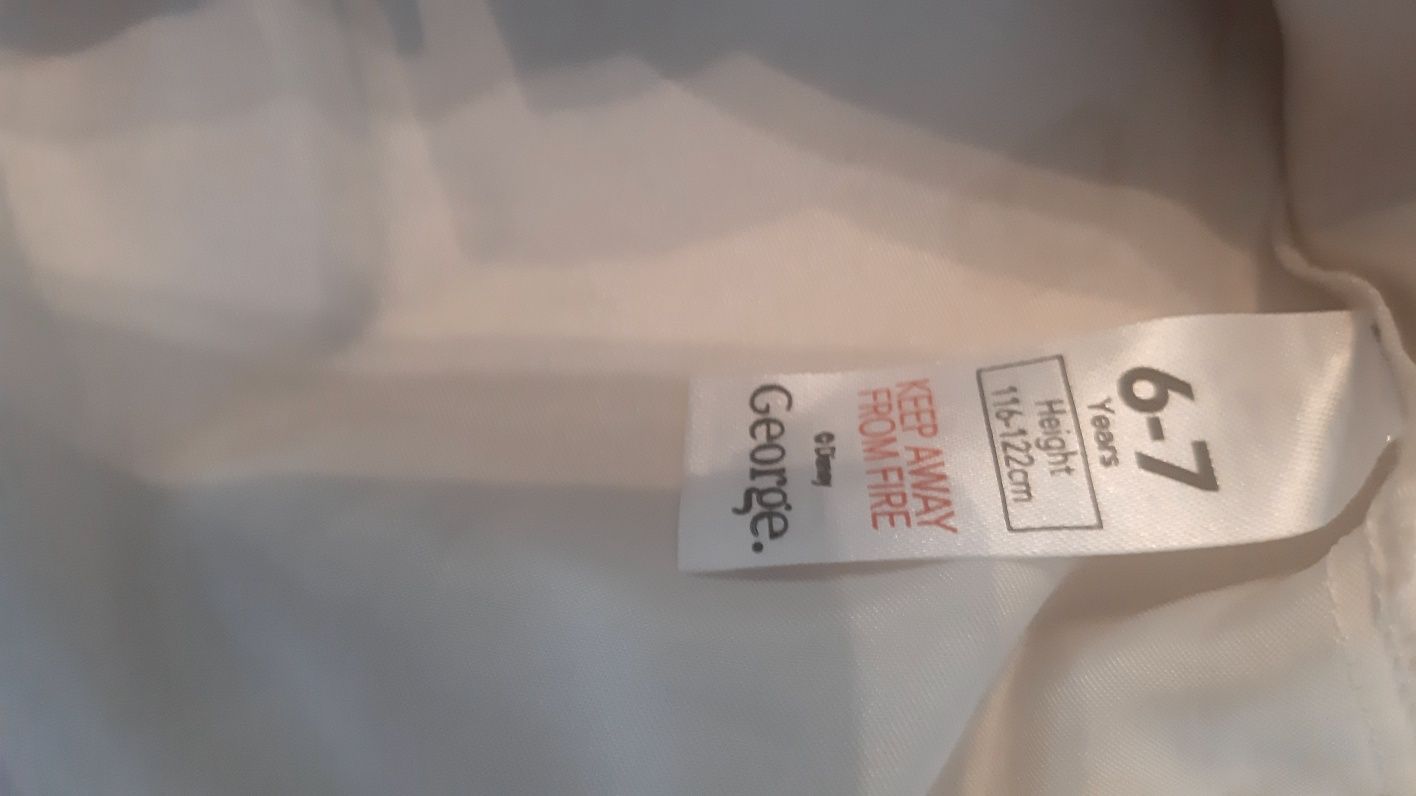 6-7
Years
Height
116-122cm
KEEP AWAY
FROM FIRE
© Disney
George.